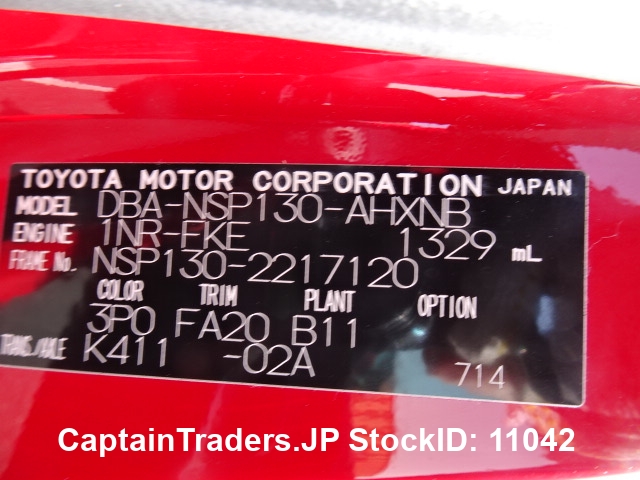 TOYOTA MOTOR CORPORATION JAPAN
MODEL DBA-NSP130-AHXNB
ENGINE 1NR-FKE 1329 mL
FRAME No. NSP130-2217120
COLOR TRIM PLANT OPTION
3P0 FA20 B11
TRANS./AXLE K411 -02A
714
CaptainTraders.JP StockID: 11042